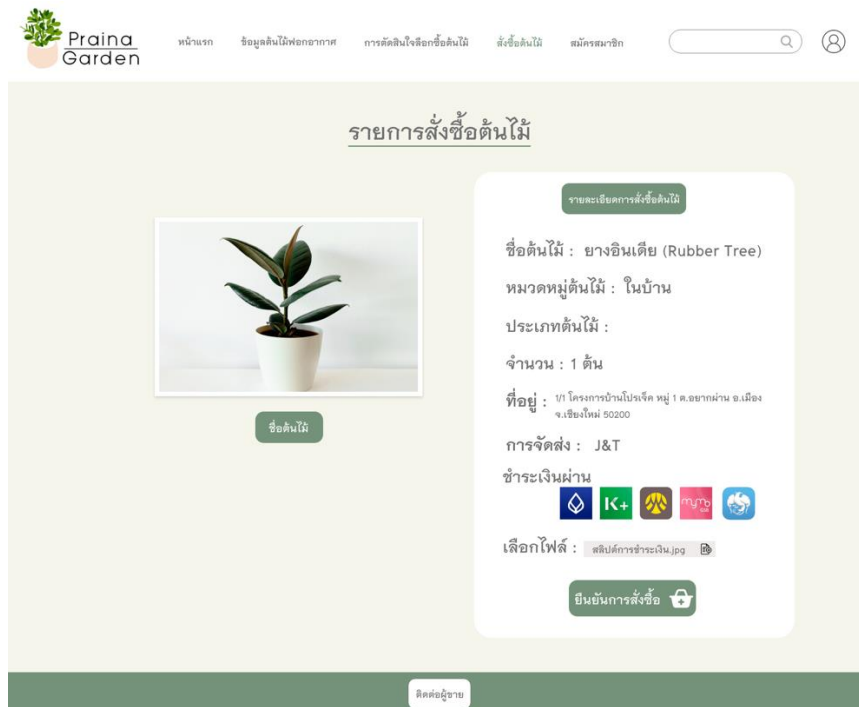 Praina
Garden
หน้าแรก
ข้อมูลต้นไม้ฟอกอากาศ
การตัดสินใจลือกซื้อต้นไม้
สั่งซื้อต้นไม้
สมัครสมาชิก
รายการสั่งซื้อต้นไม้
ชื่อต้นไม้
รายละเอียดการสั่งซื้อต้นไม้
ชื่อต้นไม้ : ยางอินเดีย (Rubber Tree)
หมวดหมู่ต้นไม้ : ในบ้าน
ประเภทต้นไม้ :
จำนวน : 1 ต้น
ที่อยู่ : 1/1 โครงการบ้านโปรเจ็ค หมู่ 1 ต.อยากผ่าน อ.เมือง
จ.เชียงใหม่ 50200
การจัดส่ง : J&T
ชำระเงินผ่าน
K+
mymo
เลือกไฟล์ : สลิปต์การชำระเงิน.jpg
ยืนยันการสั่งซื้อ
ติดต่อผู้ขาย